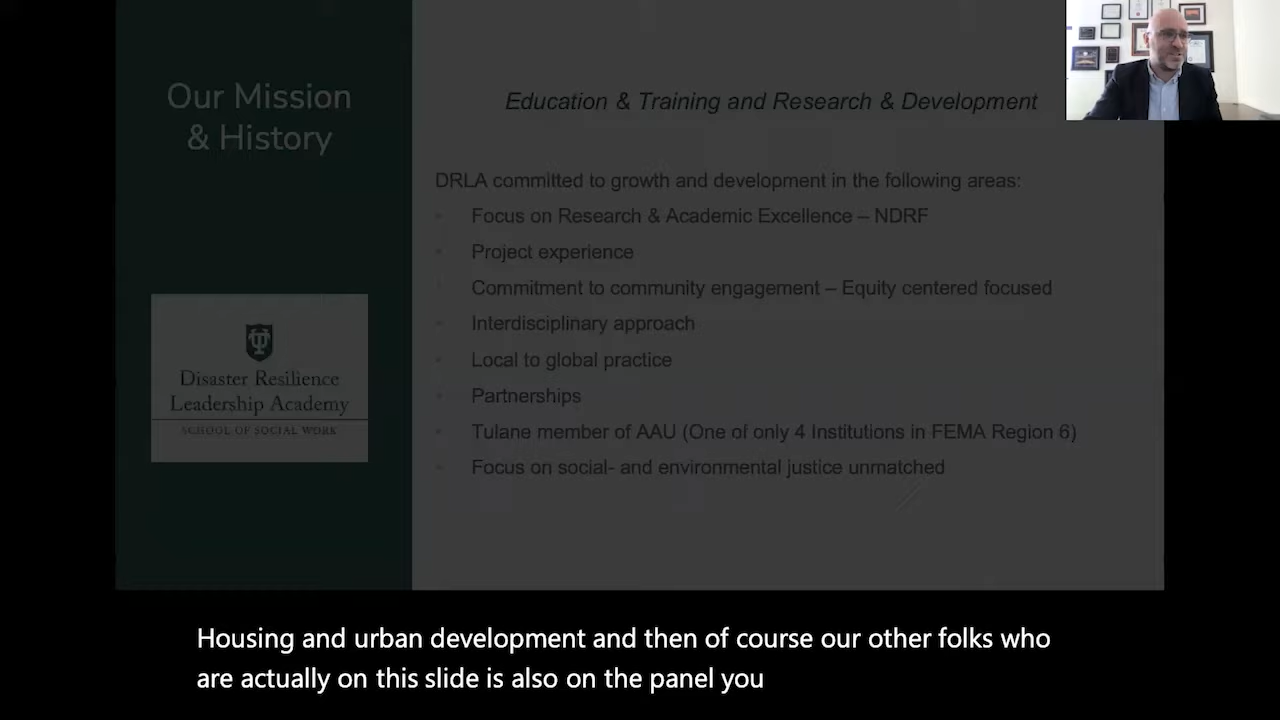 Our Mission
& History
Disaster Resilience
Leadership Academy
SCHOOL OF SOCIAL WORK
Education & Training and Research & Development
DRLA committed to growth and development in the following areas:
Focus on Research & Academic Excellence – NDRF
Project experience
Commitment to community engagement – Equity centered focused
Interdisciplinary approach
Local to global practice
Partnerships
Tulane member of AAU (One of only 4 Institutions in FEMA Region 6)
Focus on social- and environmental justice unmatched
Housing and urban development and then of course our other folks who
are actually on this slide is also on the panel you